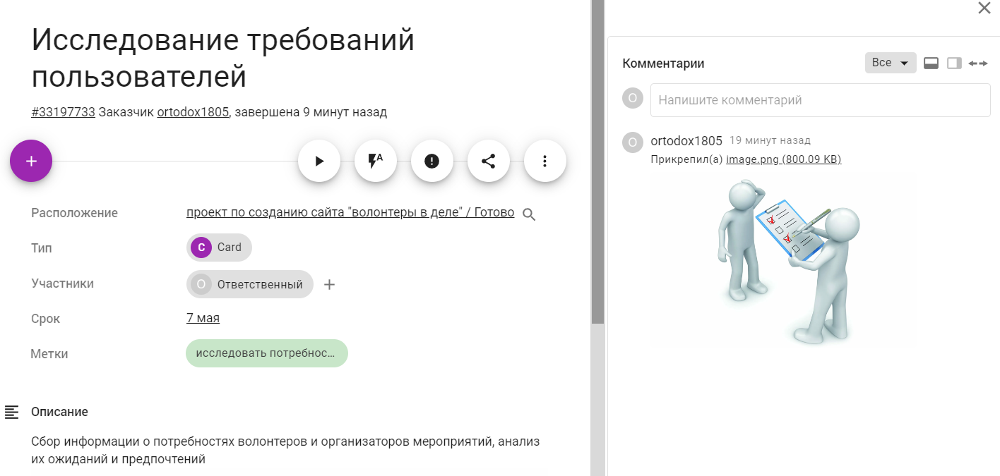 Исследование требований
пользователей
#33197733 Заказчик ortodox1805, завершена 9 минут назад
Расположение
проект по созданию сайта "волонтеры в деле" / Готово
Тип
C Card
Участники
O Ответственный
Срок
7 мая
Метки
исследовать потребнос...
Описание
Сбор информации о потребностях волонтеров и организаторов мероприятий, анализ
их ожиданий и предпочтений
Комментарии
Все
O
Напишите комментарий
O
ortodox1805 19 минут назад
Прикрепил(а) image.png (800.09 KB)